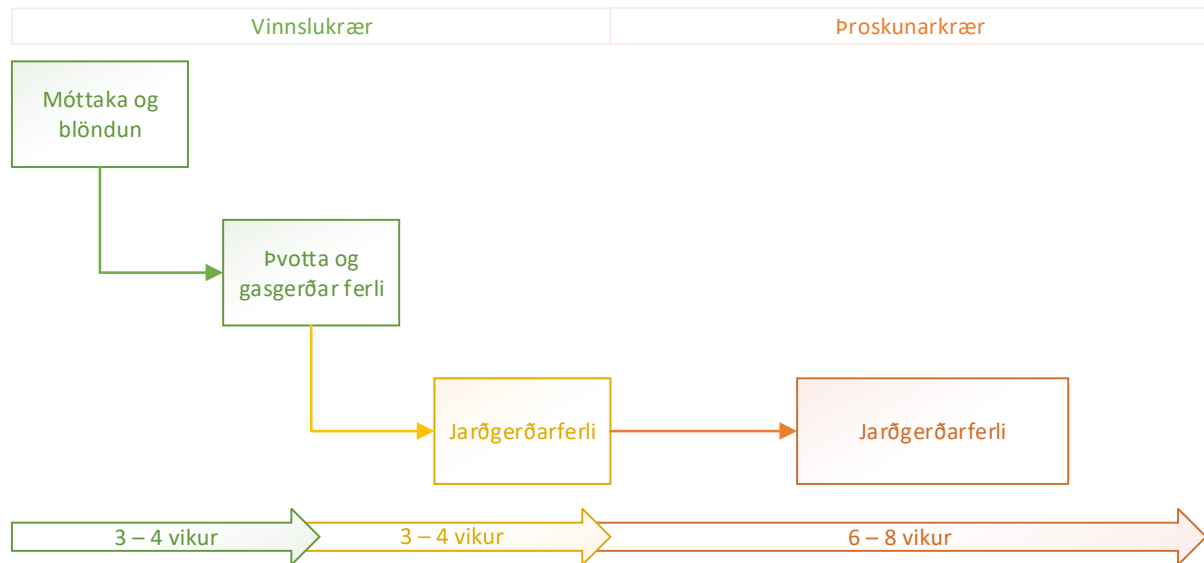 Vinnslukrær
Þroskunarkrær
Móttaka og
blöndun
Þvotta og
gasgerðar ferli
Jarðgerðarferli
Jarðgerðarferli
3 – 4 vikur
3 – 4 vikur
6 – 8 vikur